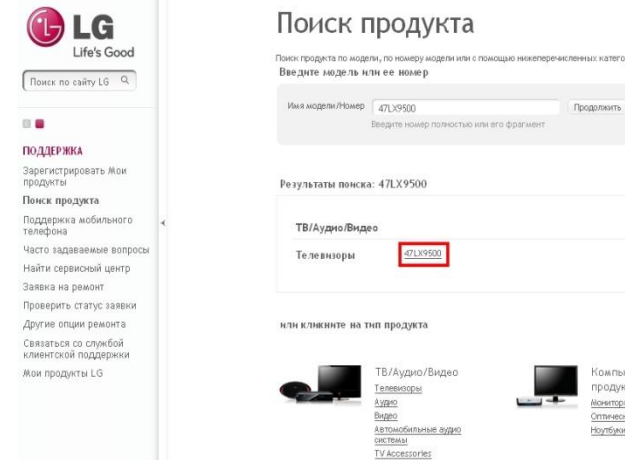 LG
Life's Good
Поиск по сайту LG
ПОДДЕРЖКА
Зарегистрировать Мои
продукты
Поиск продукта
Поддержка мобильного
телефона
Часто задаваемые вопросы
Найти сервисный центр
Заявка на ремонт
Проверить статус заявки
Другие опции ремонта
Связаться со службой
клиентской поддержки
Мои продукты LG
Поиск продукта
Поиск продукта по модели, по номеру модели или с помощью нижеперечисленных катего
Введите модель или ее номер
Имя модели/Номер 47LX9500 Продолжить
Введите номер полностью или его фрагмент
Результаты поиска: 47LX9500
ТВ/Аудио/Видео
Телевизоры 47LX9500
или кликните на тип продукта
ТВ/Аудио/Видео
Телевизоры
Аудио
Видео
Автомобильные аудио
системы
TV Accessories
Компь
продук
Монитор
Оптичес
Ноутбуки